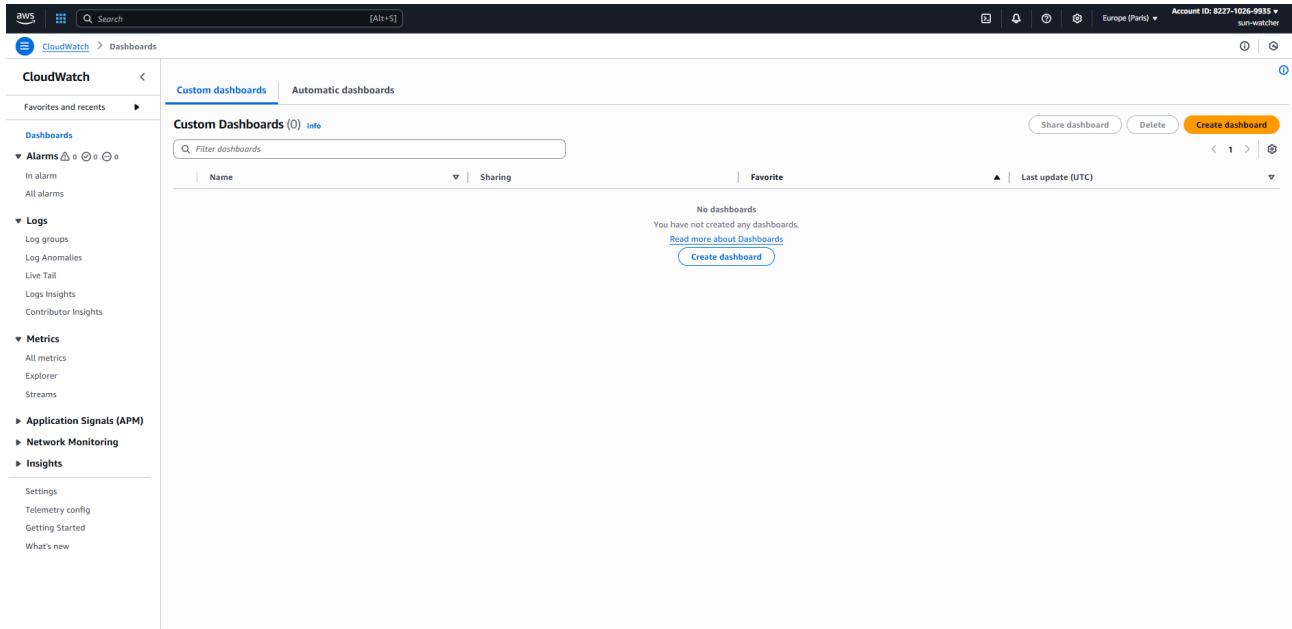 aws
Search
[Alt+S]
Europe (Paris)
Account ID: 8227-1026-9935
sun-watcher
CloudWatch > Dashboards
CloudWatch
Favorites and recents
Dashboards
Alarms 0 0 0
In alarm
All alarms
Logs
Log groups
Log Anomalies
Live Tail
Logs Insights
Contributor Insights
Metrics
All metrics
Explorer
Streams
Application Signals (APM)
Network Monitoring
Insights
Settings
Telemetry config
Getting Started
What's new
Custom dashboards Automatic dashboards
Custom Dashboards (0) Info
Share dashboard Delete Create dashboard
Filter dashboards
1
Name Sharing Favorite Last update (UTC)
No dashboards
You have not created any dashboards.
Read more about Dashboards
Create dashboard